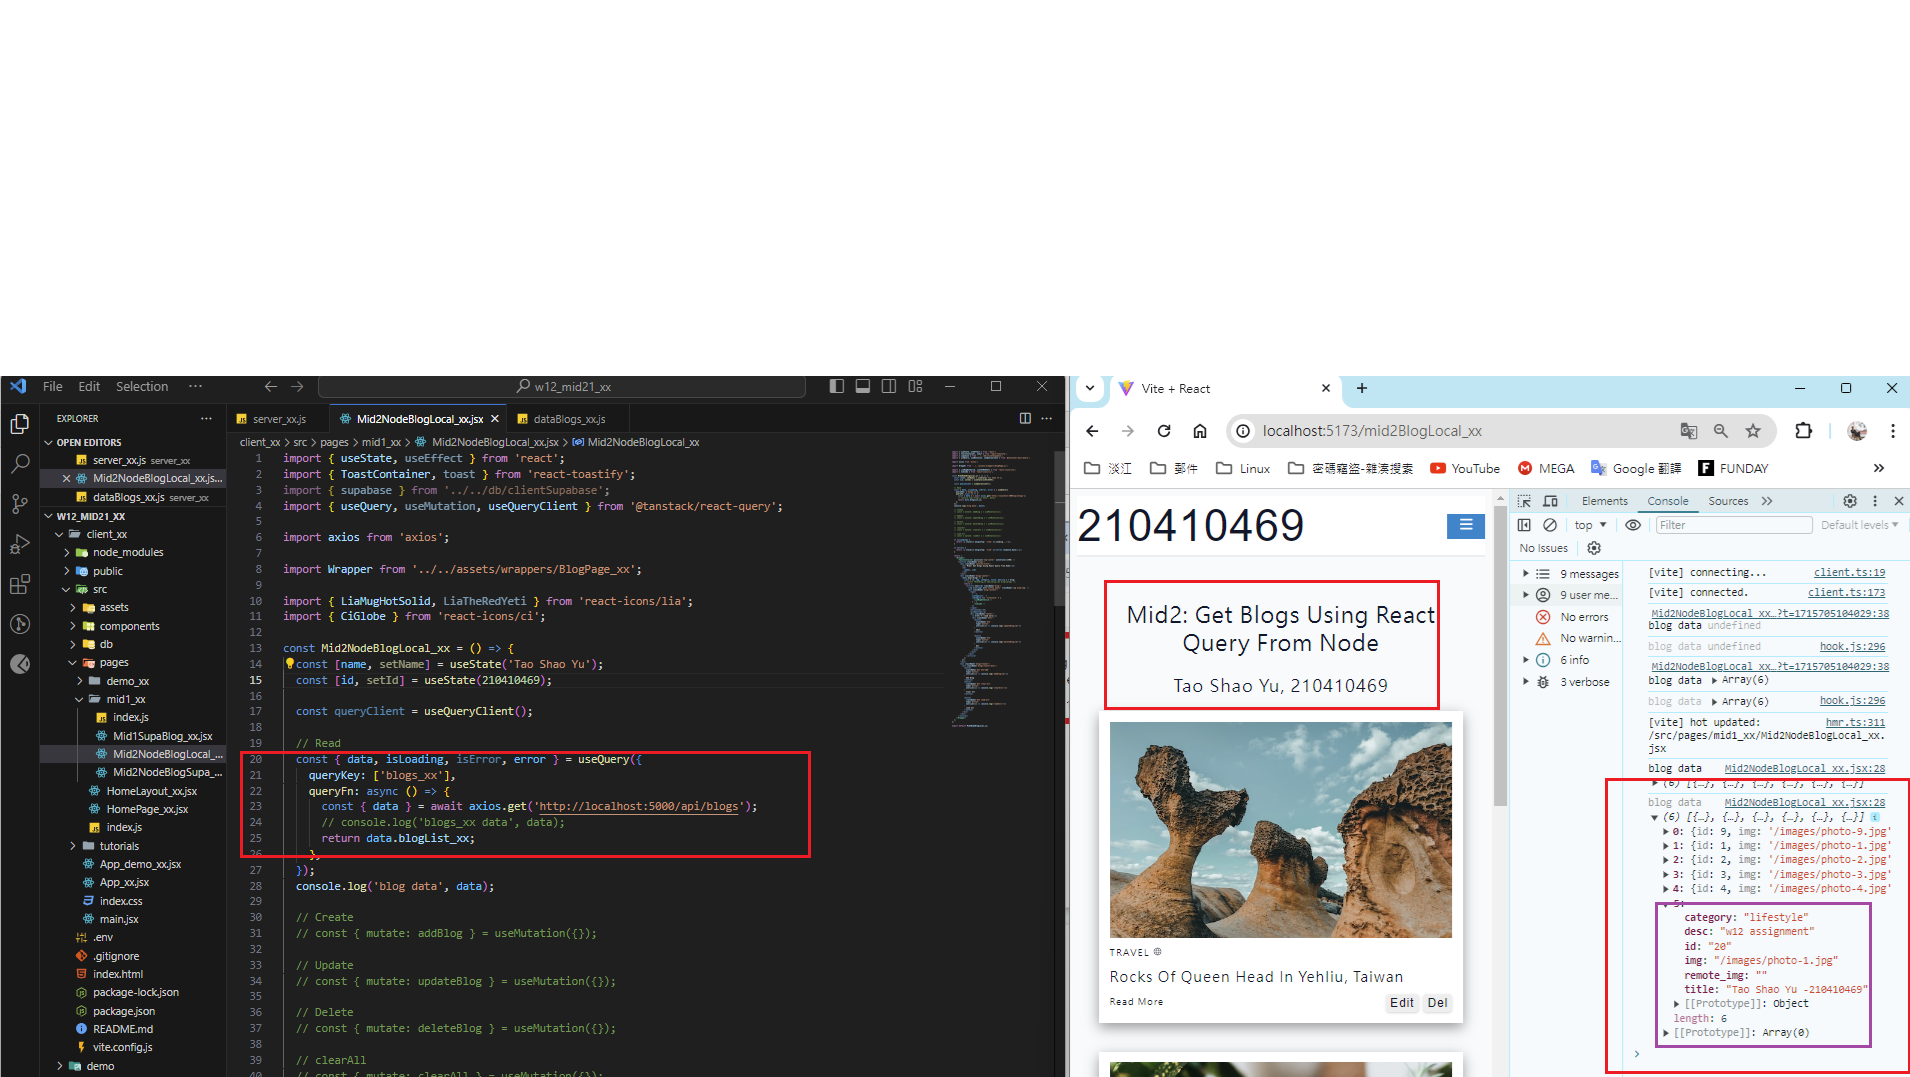 File Edit Selection ··· w12_mid21_xx
EXPLORER ···
OPEN EDITORS
server_xx.js server_xx
Mid2NodeBlogLocal_xx.js...
dataBlogs_xx.js server_xx
W12_MID21_XX
client_xx
node_modules
public
src
assets
components
db
pages
demo_xx
mid1_xx
index.js
Mid1SupaBlog_xx.jsx
Mid2NodeBlogLocal_...
Mid2NodeBlogSupa_...
HomeLayout_xx.jsx
HomePage_xx.jsx
index.js
tutorials
App_demo_xx.jsx
App_xx.jsx
index.css
main.jsx
.env
.gitignore
index.html
package-lock.json
package.json
README.md
vite.config.js
demo
server_xx.js Mid2NodeBlogLocal_xx.jsx dataBlogs_xx.js
client_xx > src > pages > mid1_xx > Mid2NodeBlogLocal_xx.jsx > Mid2NodeBlogLocal_xx
1 import { useState, useEffect } from 'react';
2 import { ToastContainer, toast } from 'react-toastify';
3 import { supabase } from '../../db/clientSupabase';
4 import { useQuery, useMutation, useQueryClient } from '@tanstack/react-query';
5
6 import axios from 'axios';
7
8 import Wrapper from '../../assets/wrappers/BlogPage_xx';
9
10 import { LiaMugHotSolid, LiaTheRedYeti } from 'react-icons/lia';
11 import { CiGlobe } from 'react-icons/ci';
12
13 const Mid2NodeBlogLocal_xx = () => {
14 const [name, setName] = useState('Tao Shao Yu');
15 const [id, setId] = useState(210410469);
16
17 const queryClient = useQueryClient();
18
19 // Read
20 const { data, isLoading, isError, error } = useQuery({
21 queryKey: ['blogs_xx'],
22 queryFn: async () => {
23 const { data } = await axios.get('http://localhost:5000/api/blogs');
24 // console.log('blogs_xx data', data);
25 return data.blogList_xx;
26 },
27 });
28 console.log('blog data', data);
29
30 // Create
31 // const { mutate: addBlog } = useMutation({});
32
33 // Update
34 // const { mutate: updateBlog } = useMutation({});
35
36 // Delete
37 // const { mutate: deleteBlog } = useMutation({});
38
39 // clearAll
40 // const { mutate: clearAll } = useMutation({});
Vite + React
localhost:5173/mid2BlogLocal_xx
淡江 郵件 Linux 密碼竊盜-雜湊搜索 YouTube MEGA Google 翻譯 FUNDAY
210410469
Mid2: Get Blogs Using React
Query From Node
Tao Shao Yu, 210410469
TRAVEL
Rocks Of Queen Head In Yehliu, Taiwan
Read More Edit Del
Elements Console Sources
top Filter Default levels
No Issues
9 messages
9 user me...
No errors
No warnin...
6 info
3 verbose
[vite] connecting... client.ts:19
[vite] connected. client.ts:173
Mid2NodeBlogLocal_xx…?t=1715705104029:38
blog data undefined
blog data undefined hook.js:296
Mid2NodeBlogLocal_xx…?t=1715705104029:38
blog data Array(6)
blog data Array(6) hook.js:296
[vite] hot updated: hmr.ts:311
/src/pages/mid1_xx/Mid2NodeBlogLocal_xx.
jsx
blog data Mid2NodeBlogLocal_xx.jsx:28
(6) [{…}, {…}, {…}, {…}, {…}, {…}]
blog data Mid2NodeBlogLocal_xx.jsx:28
(6) [{…}, {…}, {…}, {…}, {…}, {…}]
0: {id: 9, img: '/images/photo-9.jpg'
1: {id: 1, img: '/images/photo-1.jpg'
2: {id: 2, img: '/images/photo-2.jpg'
3: {id: 3, img: '/images/photo-3.jpg'
4: {id: 4, img: '/images/photo-4.jpg'
5:
category: "lifestyle"
desc: "w12 assignment"
id: "20"
img: "/images/photo-1.jpg"
remote_img: ""
title: "Tao Shao Yu -210410469"
[[Prototype]]: Object
length: 6
[[Prototype]]: Array(0)